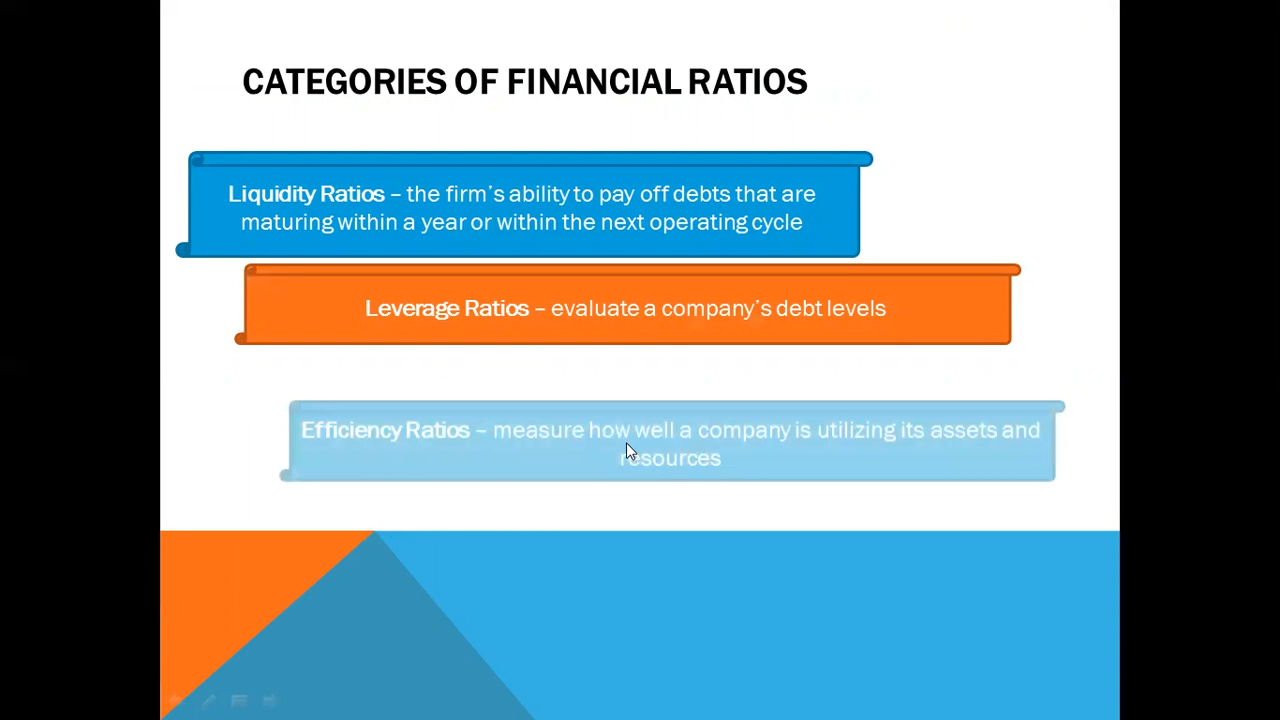 CATEGORIES OF FINANCIAL RATIOS
Liquidity Ratios – the firm's ability to pay off debts that are
maturing within a year or within the next operating cycle
Leverage Ratios – evaluate a company's debt levels
Efficiency Ratios – measure how well a company is utilizing its assets and
resources